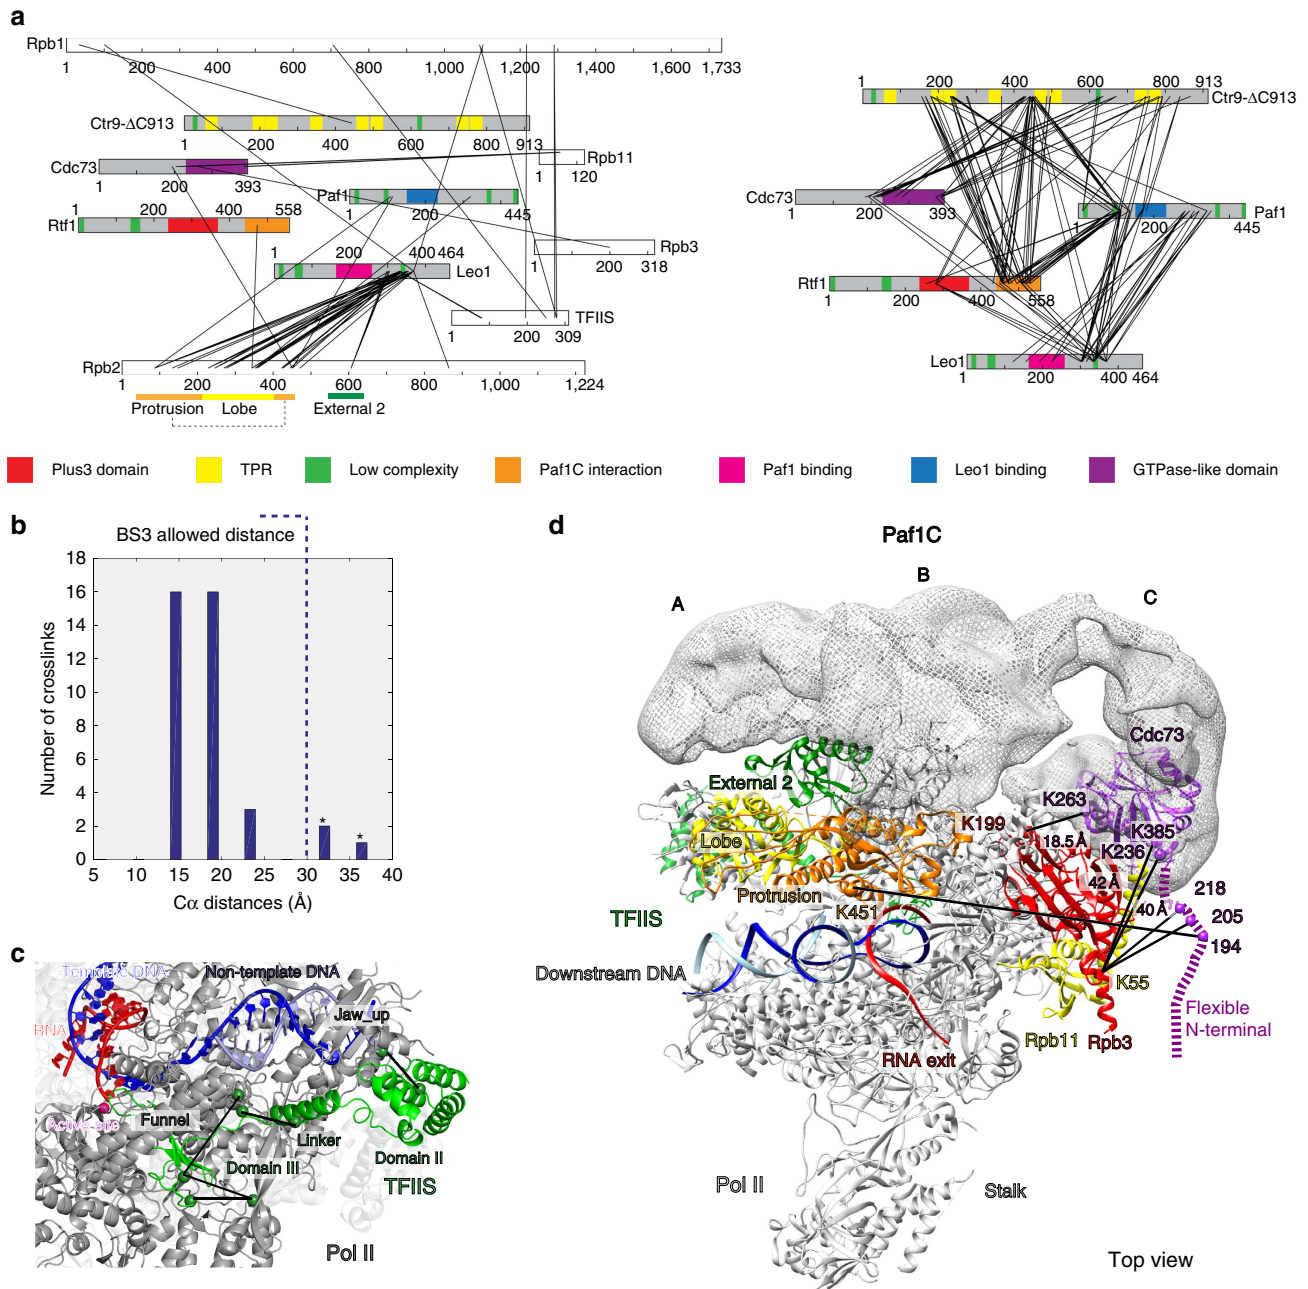 a
Rpb1
1 200 400 600 800 1,000 1,200 1,400 1,600 1,733
Ctr9-ΔC913
1 200 400 600 800 913
Cdc73
1 200 393
Rpb11
1 120
Paf1
1 200 445
Rtf1
1 200 400 558
Rpb3
1 200 318
1 200 400 464
Leo1
TFIIS
1 200 309
Rpb2
1 200 400 600 800 1,000 1,224
Protrusion Lobe External 2
1 200 400 600 800 913
Ctr9-ΔC913
Cdc73
1 200 393
Paf1
1 200 445
Rtf1
1 200 400 558
Leo1
1 200 400 464
Plus3 domain
TPR
Low complexity
Paf1C interaction
Paf1 binding
Leo1 binding
GTPase-like domain
b
BS3 allowed distance
Number of crosslinks
18
16
14
12
10
8
6
4
2
0
* *
5 10 15 20 25 30 35 40
Cα distances (Å)
c
Template DNA
Non-template DNA
Jaw_up
RNA
Active site
Funnel
Linker
Domain III
Domain II
TFIIS
Pol II
d
Paf1C
A
B
C
Cdc73
External 2
K263
K199
K385
18.5 Å
K236
Lobe
42 Å
Protrusion
218
40 Å
205
K451
194
TFIIS
Downstream DNA
K55
Flexible
N-terminal
Rpb11
Rpb3
RNA exit
Pol II
Stalk
Top view